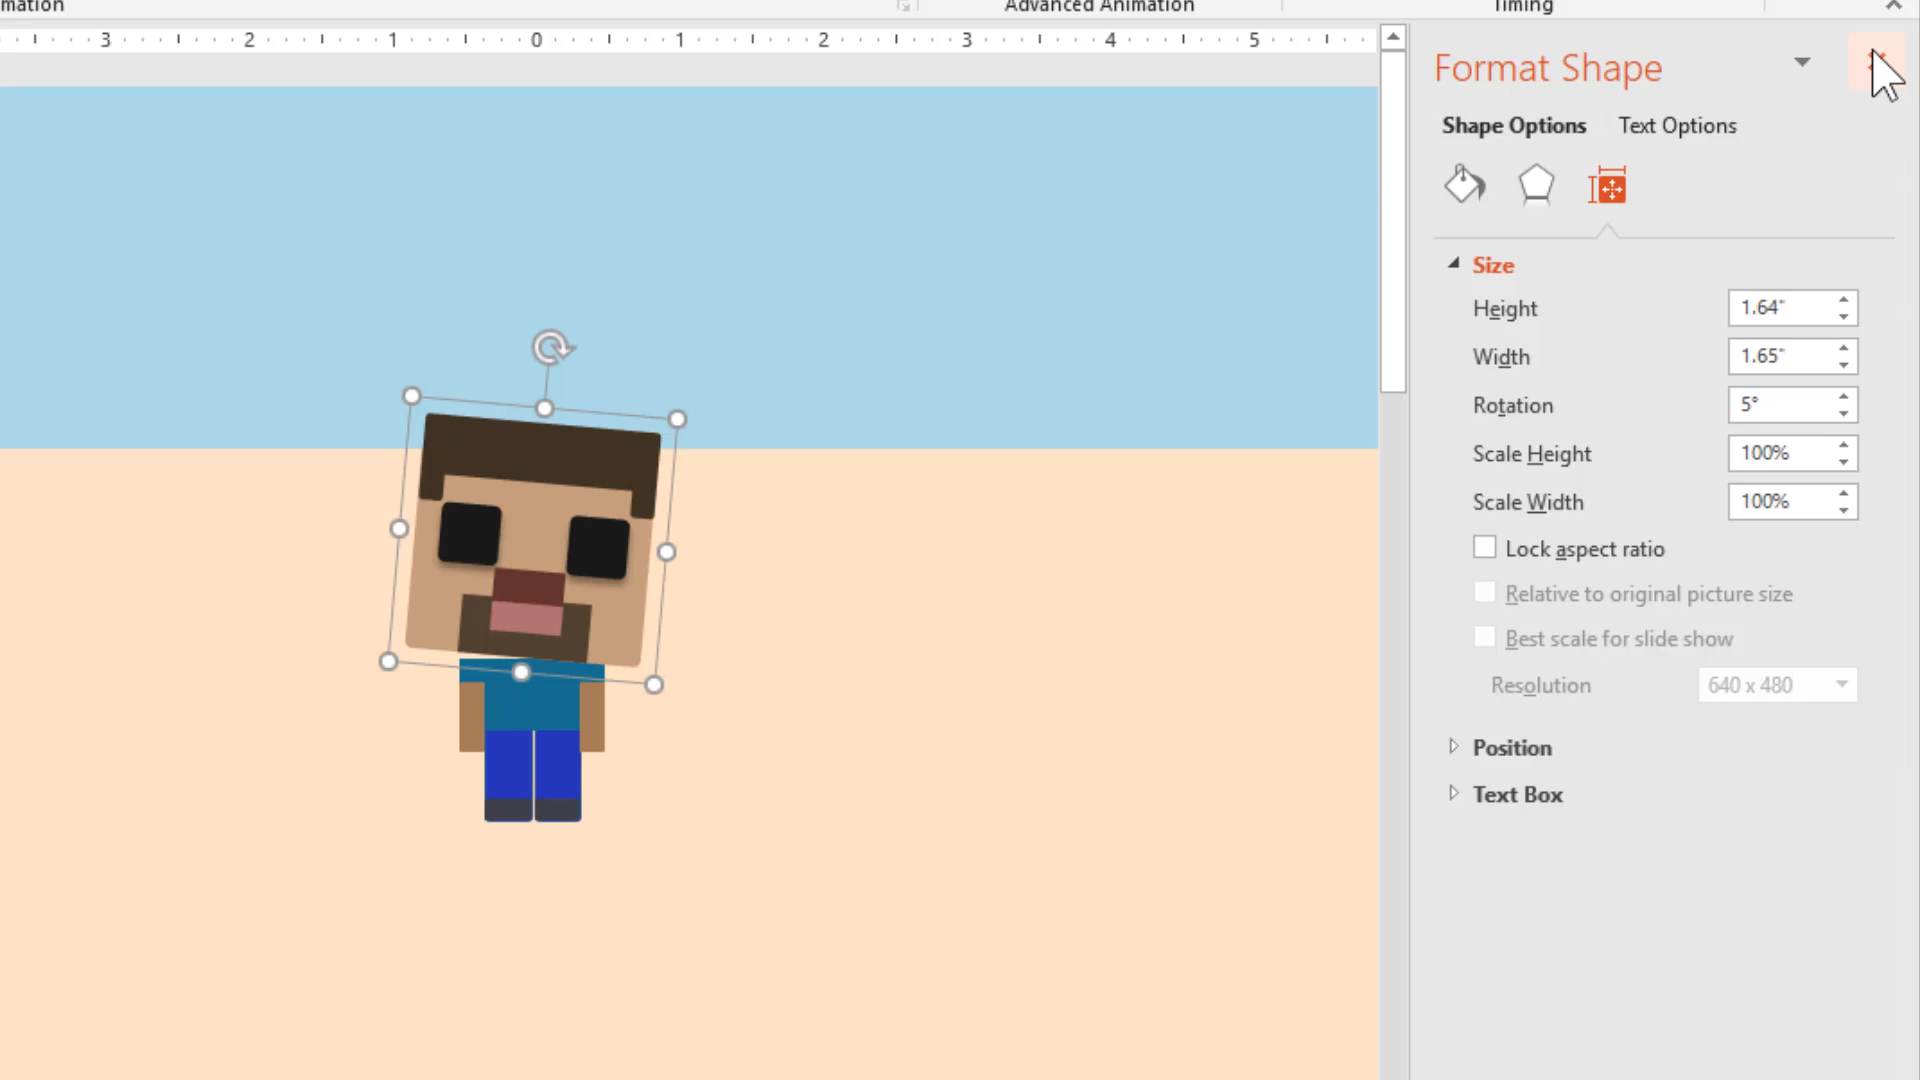 mation
Advanced Animation
Timing
3 2 1 0 1 2 3 4 5
Format Shape
Shape Options Text Options
Size
Height 1.64"
Width 1.65"
Rotation 5°
Scale Height 100%
Scale Width 100%
Lock aspect ratio
Relative to original picture size
Best scale for slide show
Resolution 640 x 480
Position
Text Box